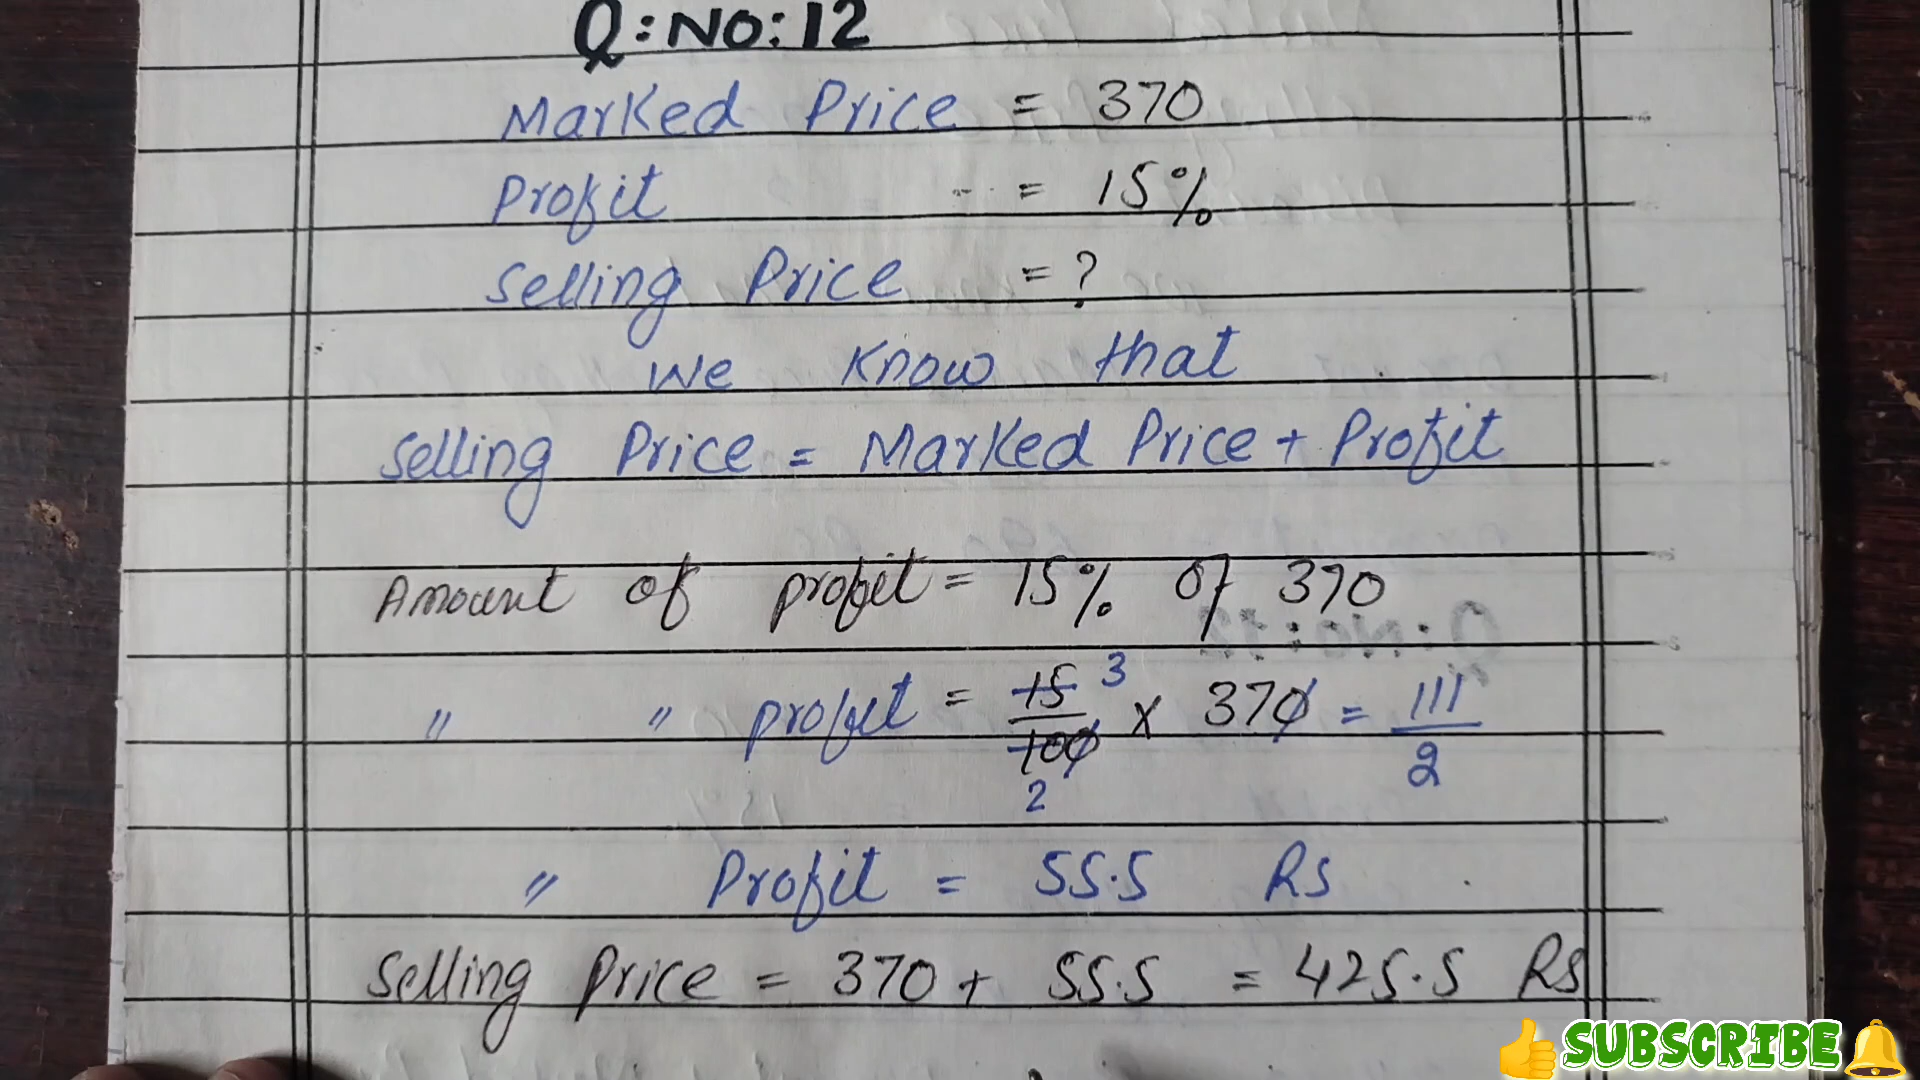 Q:NO:12
Marked Price = 370
Profit = 15%
Selling Price = ?
We Know that
Selling Price = Marked Price + Profit
Amount of profit = 15% of 370
" " profit = 15/100 3 2 x 370 = 111/2
" Profit = 55.5 Rs
Selling Price = 370 + 55.5 = 425.5 Rs
SUBSCRIBE